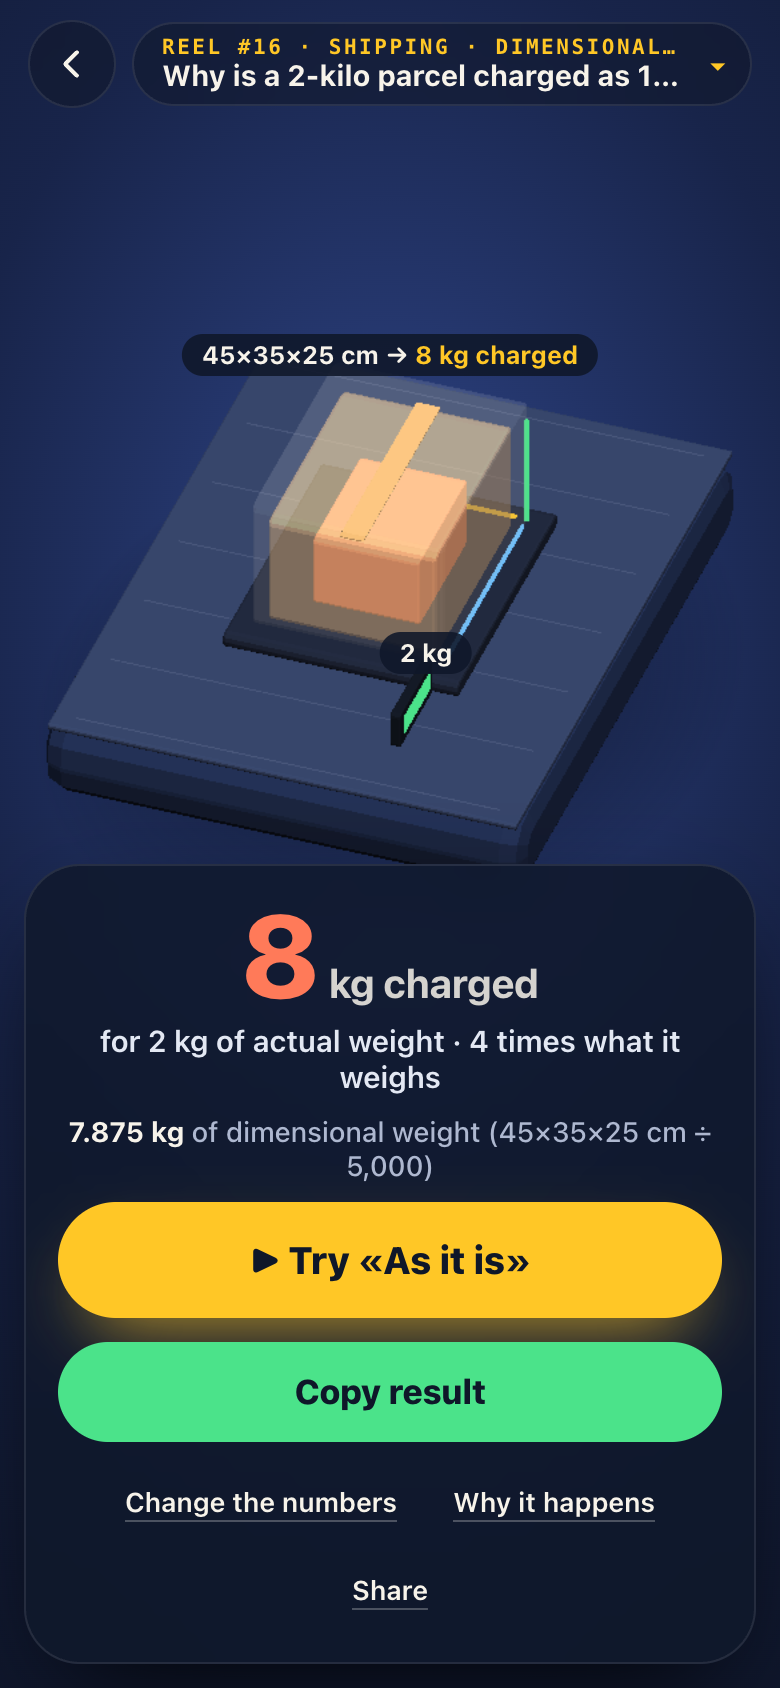 REEL #16 · SHIPPING · DIMENSIONAL…
Why is a 2-kilo parcel charged as 1…
45×35×25 cm → 8 kg charged
2 kg
8 kg charged
for 2 kg of actual weight · 4 times what it
weighs
7.875 kg of dimensional weight (45×35×25 cm ÷
5,000)
Try «As it is»
Copy result
Change the numbers
Why it happens
Share